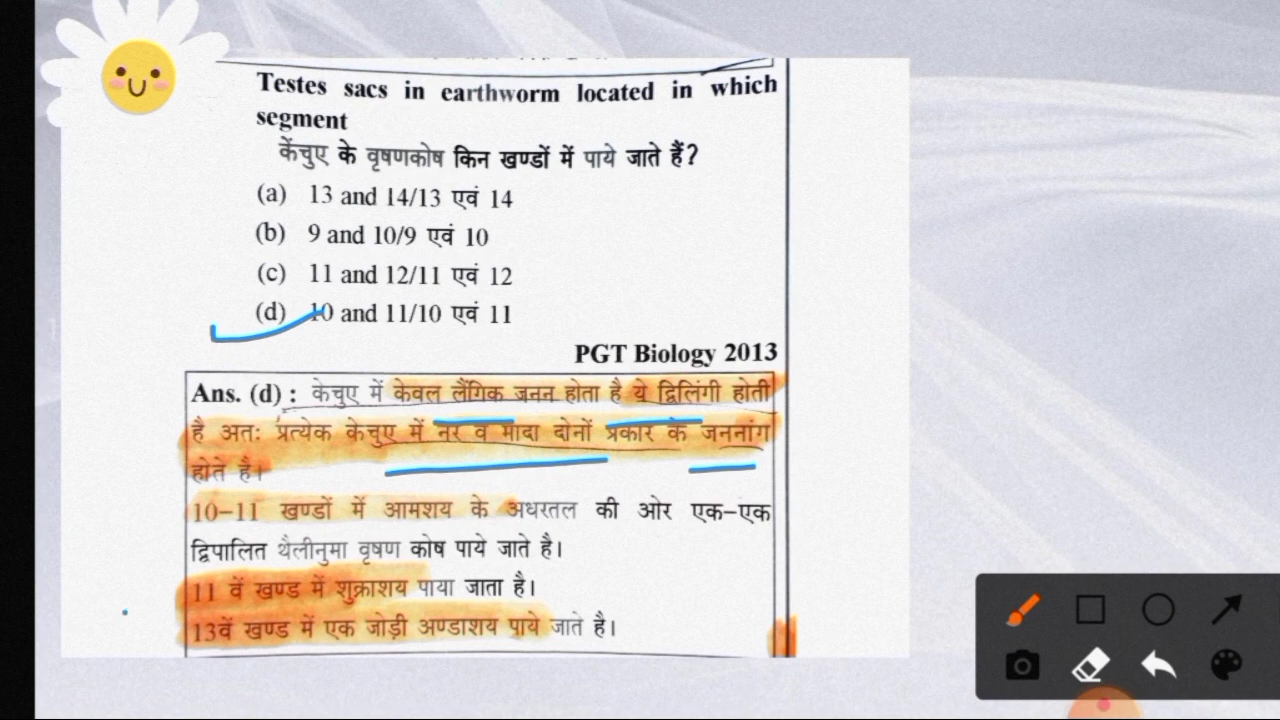 Testes sacs in earthworm located in which
segment
केंचुए के वृषणकोष किन खण्डों में पाये जाते हैं?
(a) 13 and 14/13 एवं 14
(b) 9 and 10/9 एवं 10
(c) 11 and 12/11 एवं 12
(d) 10 and 11/10 एवं 11
PGT Biology 2013
Ans. (d) : केचुए में केवल लैंगिक जनन होता है ये द्विलिंगी होती
है अतः प्रत्येक केचुए में नर व मादा दोनों प्रकार के जननांग
होते है।
10–11 खण्डों में आमशय के अधरतल की ओर एक–एक
द्विपालित थैलीनुमा वृषण कोष पाये जाते है।
11 वें खण्ड में शुक्राशय पाया जाता है।
13वें खण्ड में एक जोड़ी अण्डाशय पाये जाते है।